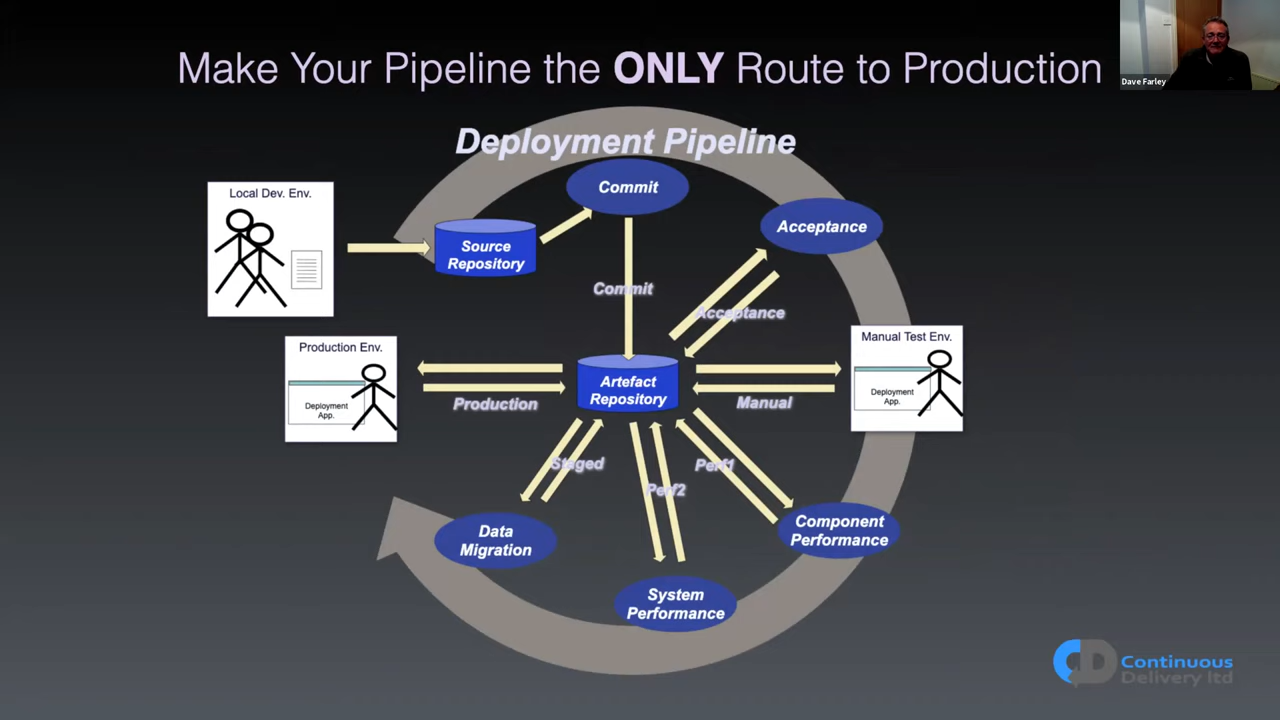 Make Your Pipeline the ONLY Route to Production
Dave Farley
Deployment Pipeline
Local Dev. Env.
Source
Repository
Commit
Acceptance
Commit
Acceptance
Production Env.
Deployment
App.
Production
Artefact
Repository
Manual
Manual Test Env.
Deployment
App.
Staged
Perf2
Perf1
Data
Migration
System
Performance
Component
Performance
CD
Continuous
Delivery ltd